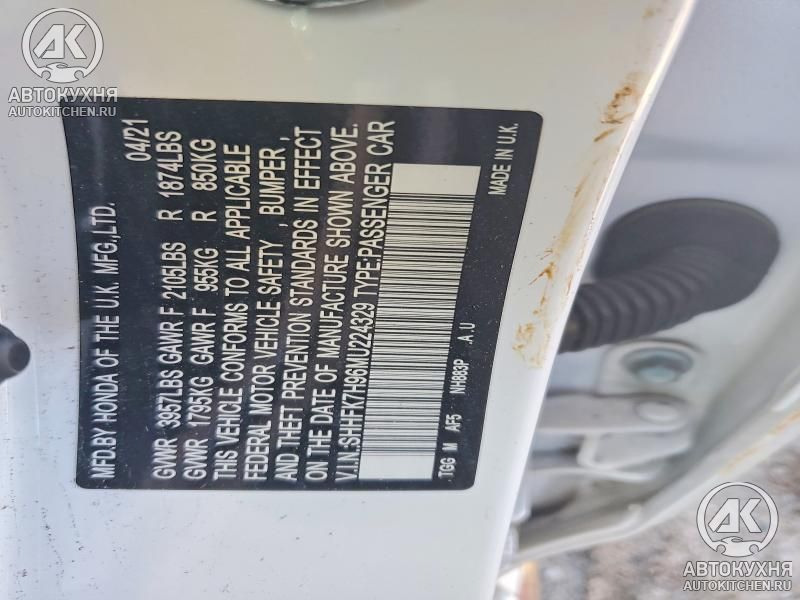 MFD.BY HONDA OF THE U.K. MFG.,LTD. 04/21
GVWR 3957LBS GAWR F 2105LBS R 1874LBS
GVWR 1795KG GAWR F 955KG R 850KG
THIS VEHICLE CONFORMS TO ALL APPLICABLE
FEDERAL MOTOR VEHICLE SAFETY , BUMPER ,
AND THEFT PREVENTION STANDARDS IN EFFECT
ON THE DATE OF MANUFACTURE SHOWN ABOVE.
V.I.N.SHHFK7H96MU224329 TYPE:PASSENGER CAR
TGG M AF5 NH883P .A.U
MADE IN U.K.
АК
АВТОКУХНЯ
AUTOKITCHEN.RU
АК
АВТОКУХНЯ
AUTOKITCHEN.RU